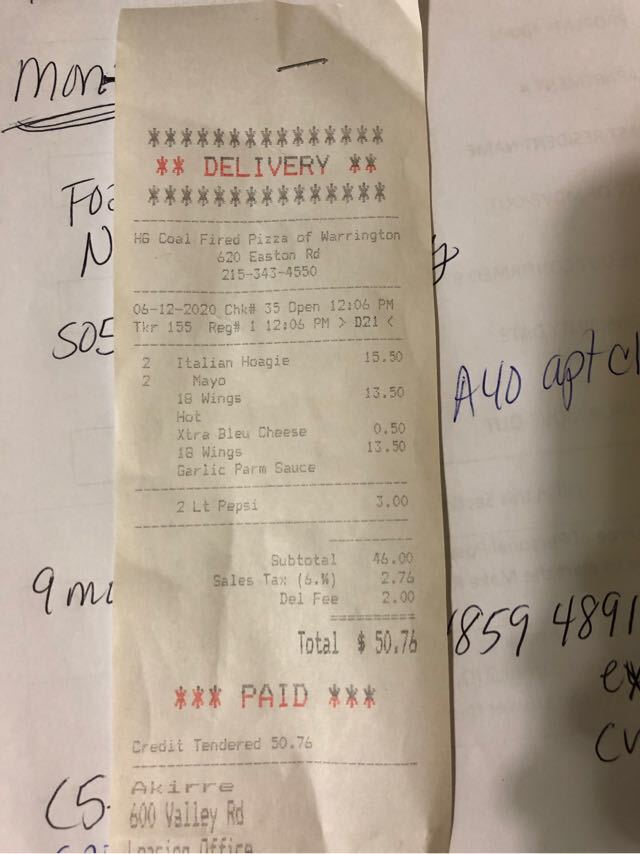 Mon-
***************
** DELIVERY **
***************
HG Coal Fired Pizza of Warrington
620 Easton Rd
215-343-4550
06-12-2020 Chk# 35 Open 12:06 PM
Tkr 155 Reg# 1 12:06 PM > D21 <
2 Italian Hoagie 15.50
2 Mayo
18 Wings 13.50
Hot
Xtra Bleu Cheese 0.50
18 Wings 13.50
Garlic Parm Sauce
2 Lt Pepsi 3.00
Subtotal 46.00
Sales Tax (6.%) 2.76
Del Fee 2.00
Total $ 50.76
*** PAID ***
Credit Tendered 50.76
Akirre
600 Valley Rd
Leasing Office
A40 apt
9
859 4891